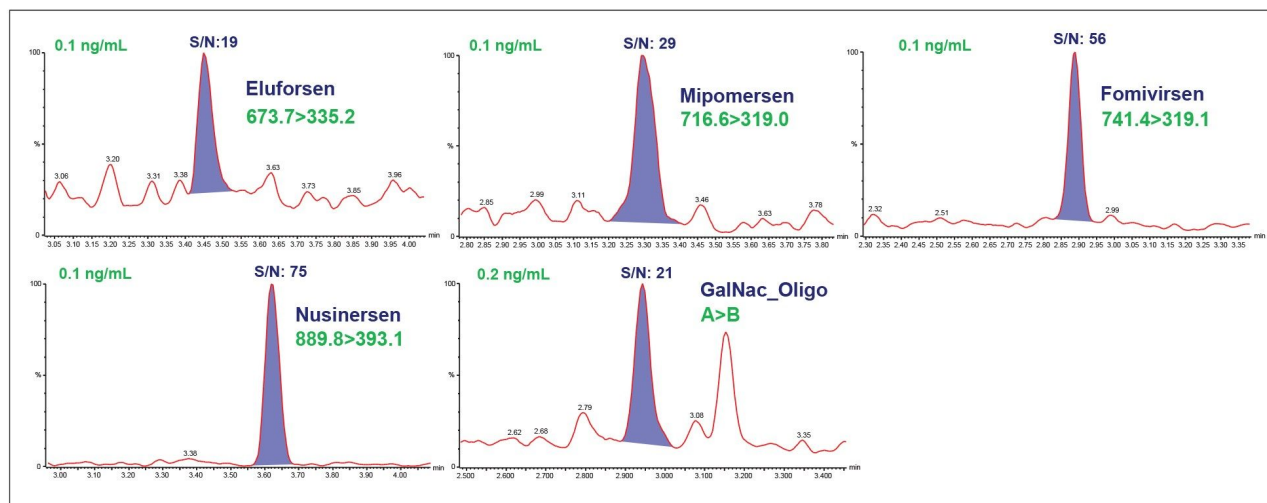 0.1 ng/mL
S/N:19
Eluforsen
673.7>335.2
100
%
0
3.06
3.20
3.31
3.38
3.63
3.73
3.85
3.96
3.05 3.10 3.15 3.20 3.25 3.30 3.35 3.40 3.45 3.50 3.55 3.60 3.65 3.70 3.75 3.80 3.85 3.90 3.95 4.00 min
0.1 ng/mL
S/N: 29
Mipomersen
716.6>319.0
100
%
0
2.85
2.99
3.11
3.46
3.63
3.78
2.80 2.85 2.90 2.95 3.00 3.05 3.10 3.15 3.20 3.25 3.30 3.35 3.40 3.45 3.50 3.55 3.60 3.65 3.70 3.75 3.80 min
0.1 ng/mL
S/N: 56
Fomivirsen
741.4>319.1
100
%
0
2.32
2.51
2.99
2.30 2.35 2.40 2.45 2.50 2.55 2.60 2.65 2.70 2.75 2.80 2.85 2.90 2.95 3.00 3.05 3.10 3.15 3.20 3.25 3.30 3.35 min
0.1 ng/mL
S/N: 75
Nusinersen
889.8>393.1
100
%
0
3.38
3.00 3.10 3.20 3.30 3.40 3.50 3.60 3.70 3.80 3.90 4.00 min
0.2 ng/mL
S/N: 21
GalNac_Oligo
A>B
100
%
0
2.62
2.68
2.79
3.08
3.35
2.500 2.600 2.700 2.800 2.900 3.000 3.100 3.200 3.300 3.400 min